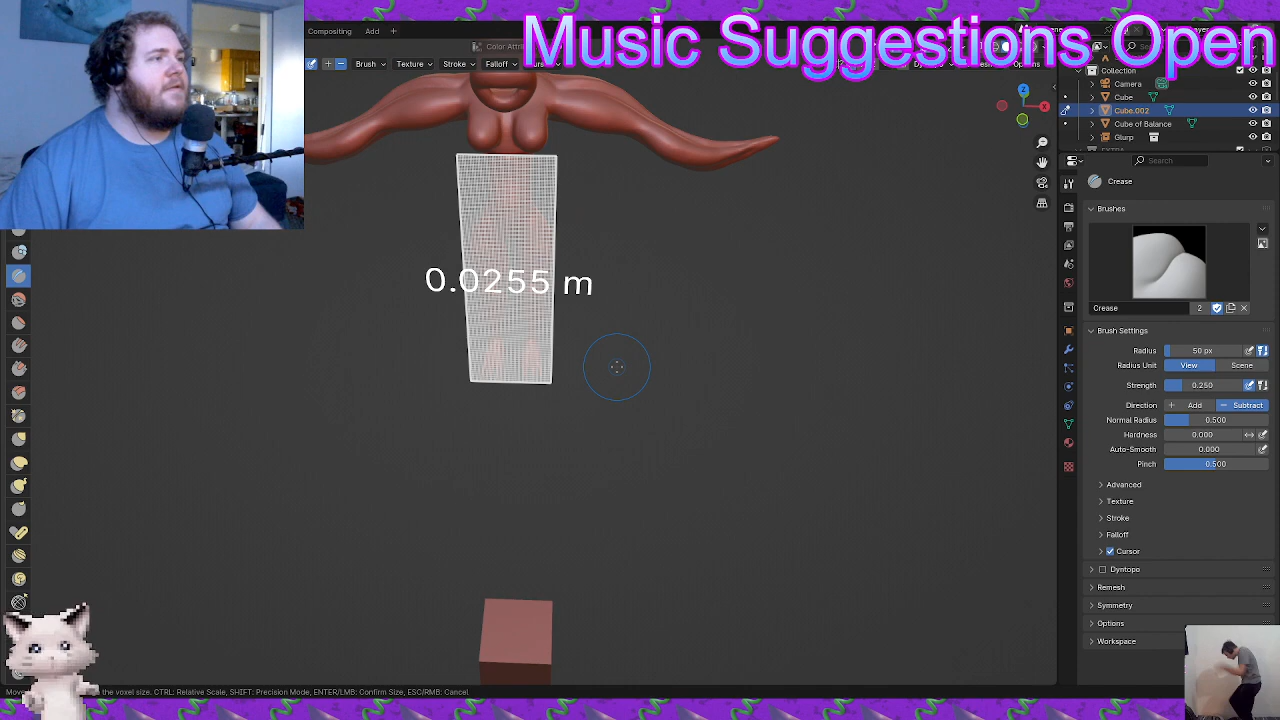 Music Suggestions Open
Compositing
Add
Color Attri
Brush
Texture
Stroke
Falloff
Collection
Camera
Cube
Cube.002
Cube of Balance
Glurp
Search
Crease
Brushes
Crease
2
Brush Settings
Radius
50 px
Radius Unit
View
Scene
Strength
0.250
Direction
Add
Subtract
Normal Radius
0.500
Hardness
0.000
Auto-Smooth
0.000
Pinch
0.500
Advanced
Texture
Stroke
Falloff
Cursor
Dyntopo
Remesh
Symmetry
Options
Workspace
0.0255 m
Z
X
the voxel size. CTRL: Relative Scale, SHIFT: Precision Mode, ENTER/LMB: Confirm Size, ESC/RMB: Cancel